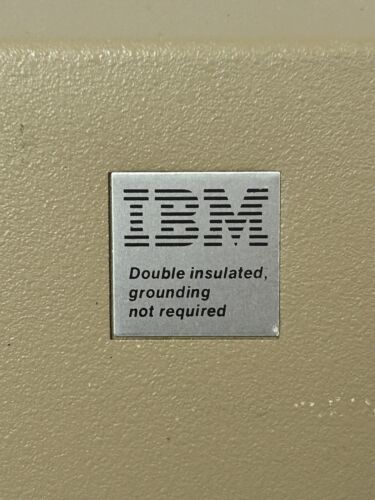 IBM
Double insulated,
grounding
not required